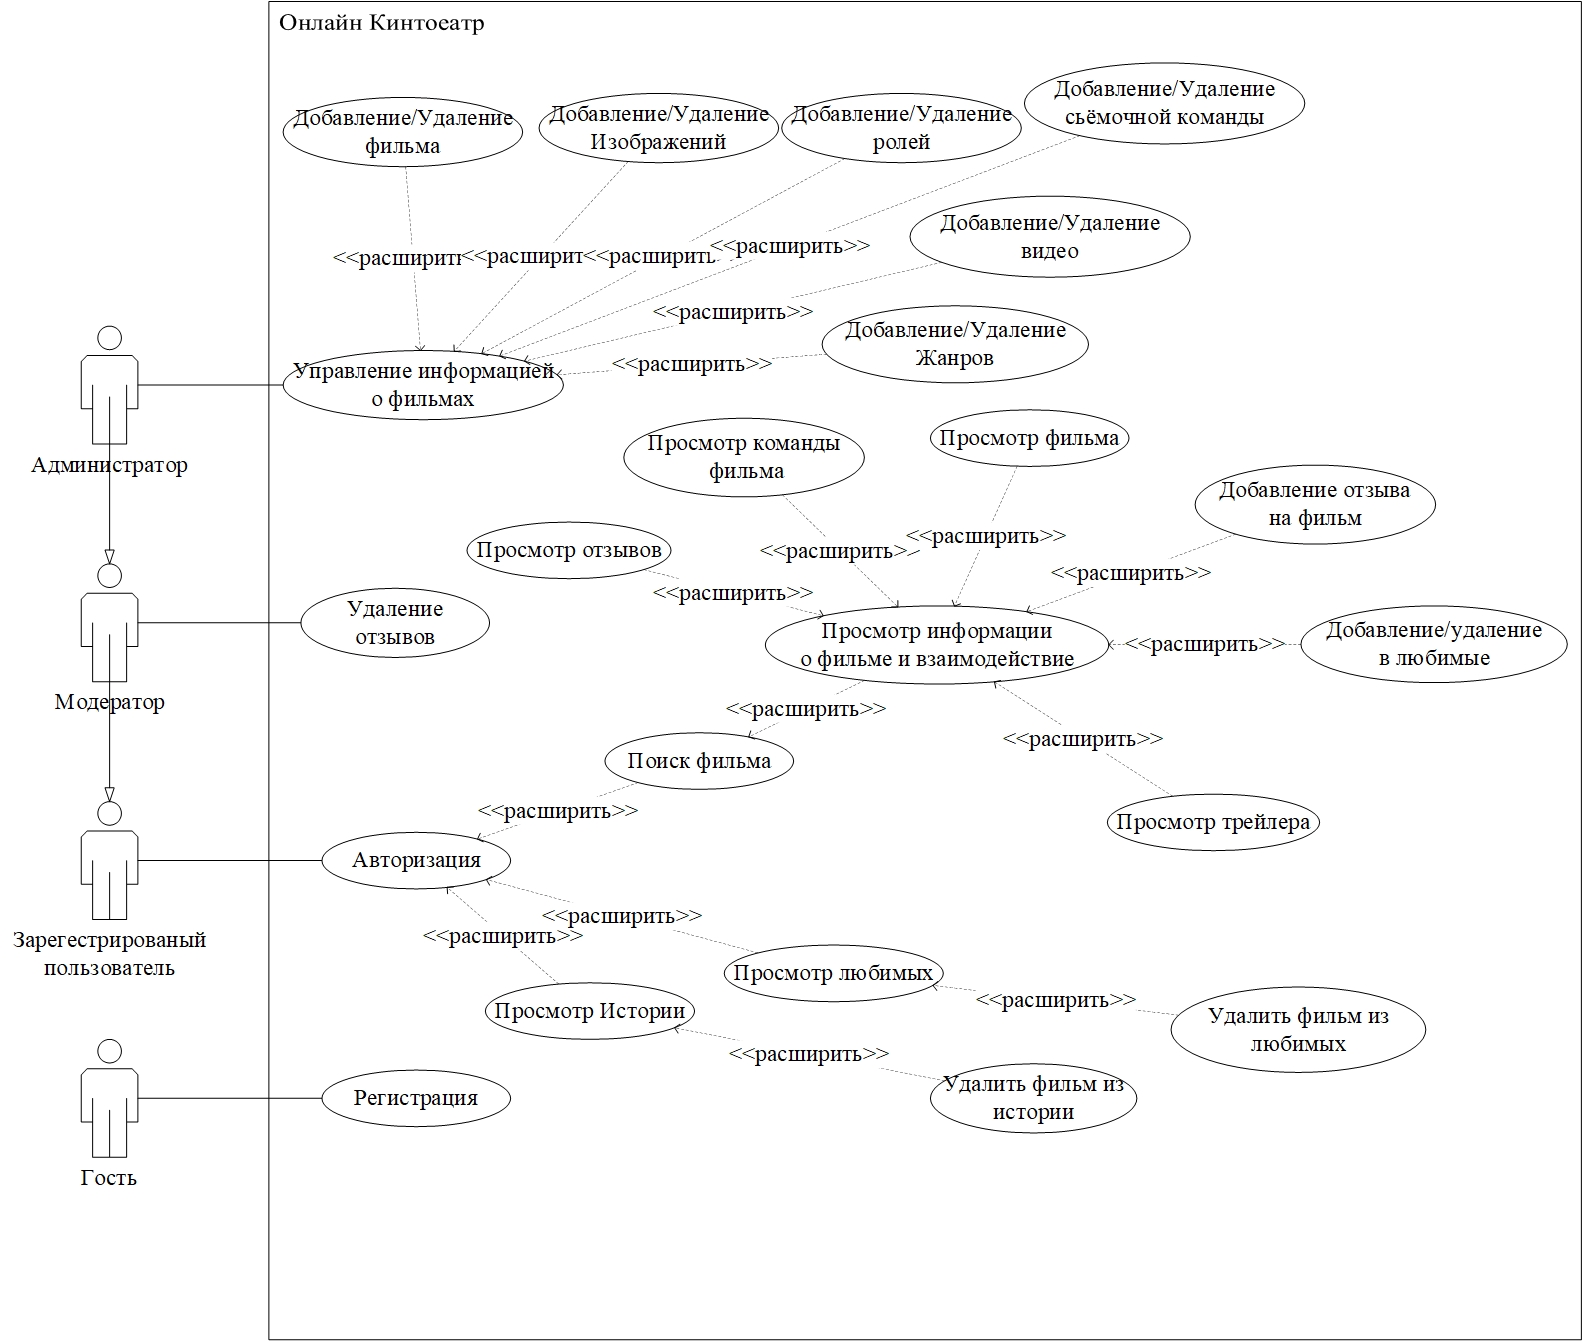 Онлайн Кинтоеатр
Добавление/Удаление
фильма
Добавление/Удаление
Изображений
Добавление/Удаление
ролей
Добавление/Удаление
сьёмочной команды
Добавление/Удаление
видео
<<расширить
<<расширит
<<расширить
<<расширить>>
<<расширить>>
Добавление/Удаление
Жанров
<<расширить>>
Управление информацией
о фильмах
Администратор
Просмотр команды
фильма
Просмотр фильма
Добавление отзыва
на фильм
Просмотр отзывов
<<расширить>
<<расширить>>
<<расширить>>
<<расширить>>
Удаление
отзывов
Просмотр информации
о фильме и взаимодействие
<<расширить>>
Добавление/удаление
в любимые
Модератор
<<расширить>>
<<расширить>>
Поиск фильма
<<расширить>>
Просмотр трейлера
Авторизация
Зарегестрированый
пользователь
<<расширить>>
<<расширить>>
Просмотр любимых
<<расширить>>
Удалить фильм из
любимых
Просмотр Истории
<<расширить>>
Удалить фильм из
истории
Регистрация
Гость